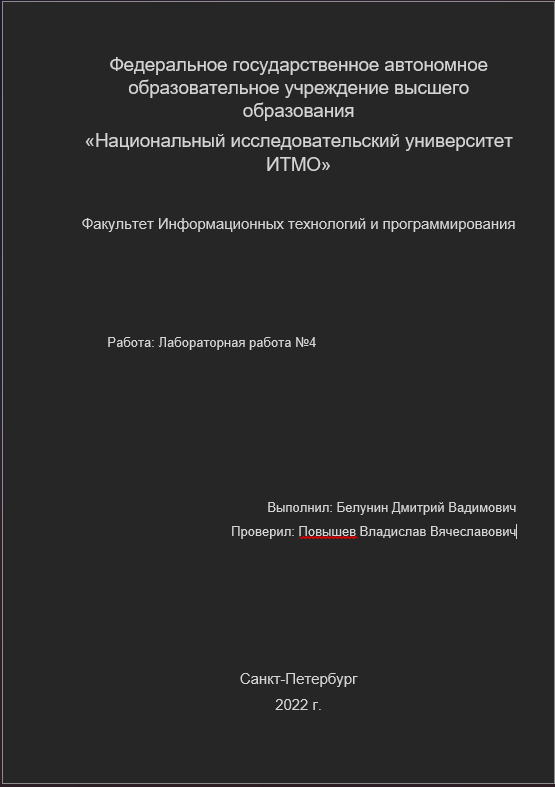 Федеральное государственное автономное
образовательное учреждение высшего
образования
«Национальный исследовательский университет
ИТМО»
Факультет Информационных технологий и программирования
Работа: Лабораторная работа №4
Выполнил: Белунин Дмитрий Вадимович
Проверил: Повышев Владислав Вячеславович
Санкт-Петербург
2022 г.